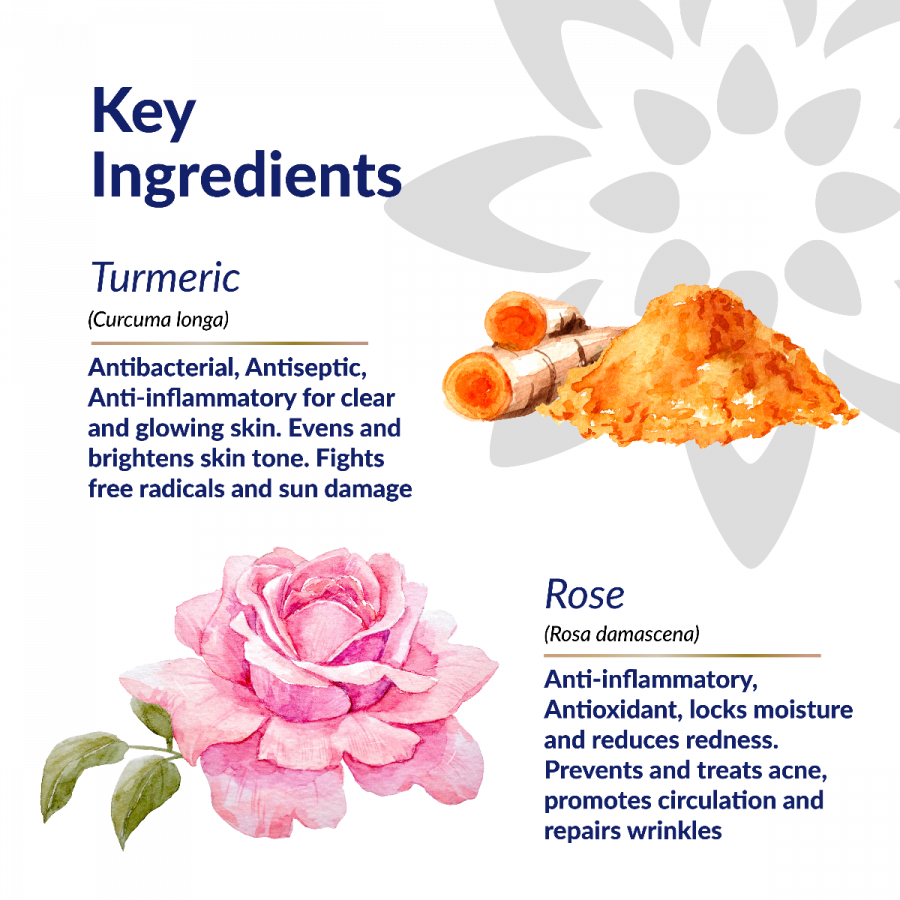 Key
Ingredients
Turmeric
(Curcuma longa)
Antibacterial, Antiseptic,
Anti-inflammatory for clear
and glowing skin. Evens and
brightens skin tone. Fights
free radicals and sun damage
Rose
(Rosa damascena)
Anti-inflammatory,
Antioxidant, locks moisture
and reduces redness.
Prevents and treats acne,
promotes circulation and
repairs wrinkles